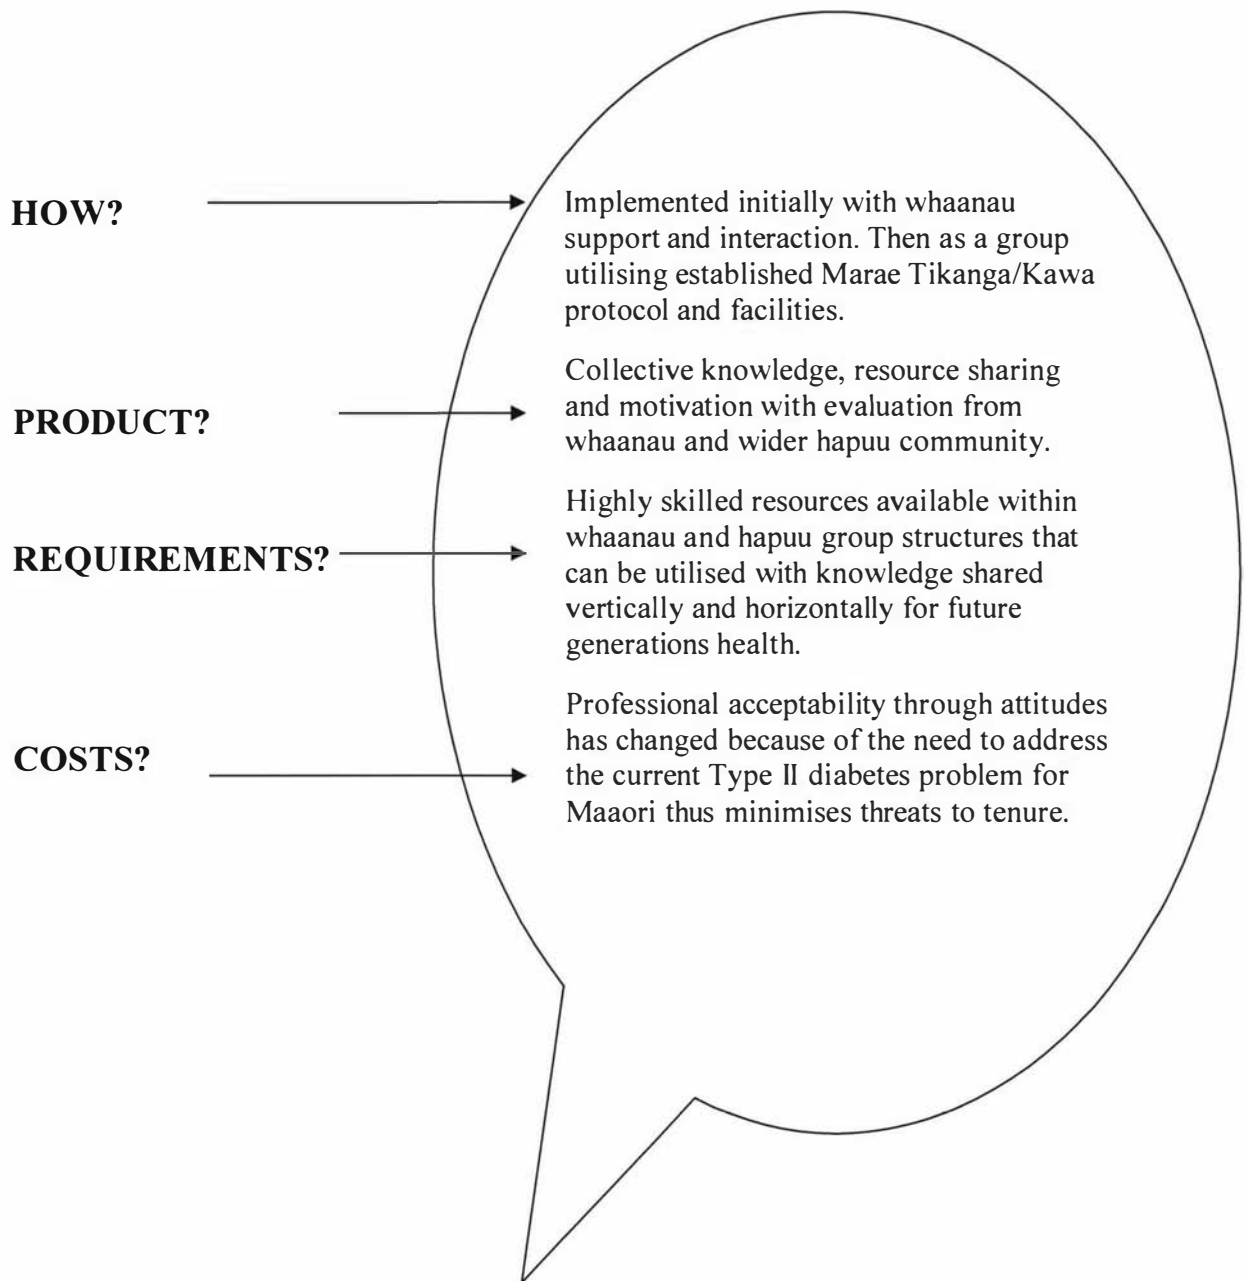 HOW?
Implemented initially with whaanau
support and interaction. Then as a group
utilising established Marae Tikanga/Kawa
protocol and facilities.
PRODUCT?
Collective knowledge, resource sharing
and motivation with evaluation from
whaanau and wider hapuu community.
REQUIREMENTS?
Highly skilled resources available within
whaanau and hapuu group structures that
can be utilised with knowledge shared
vertically and horizontally for future
generations health.
COSTS?
Professional acceptability through attitudes
has changed because of the need to address
the current Type II diabetes problem for
Maaori thus minimises threats to tenure.